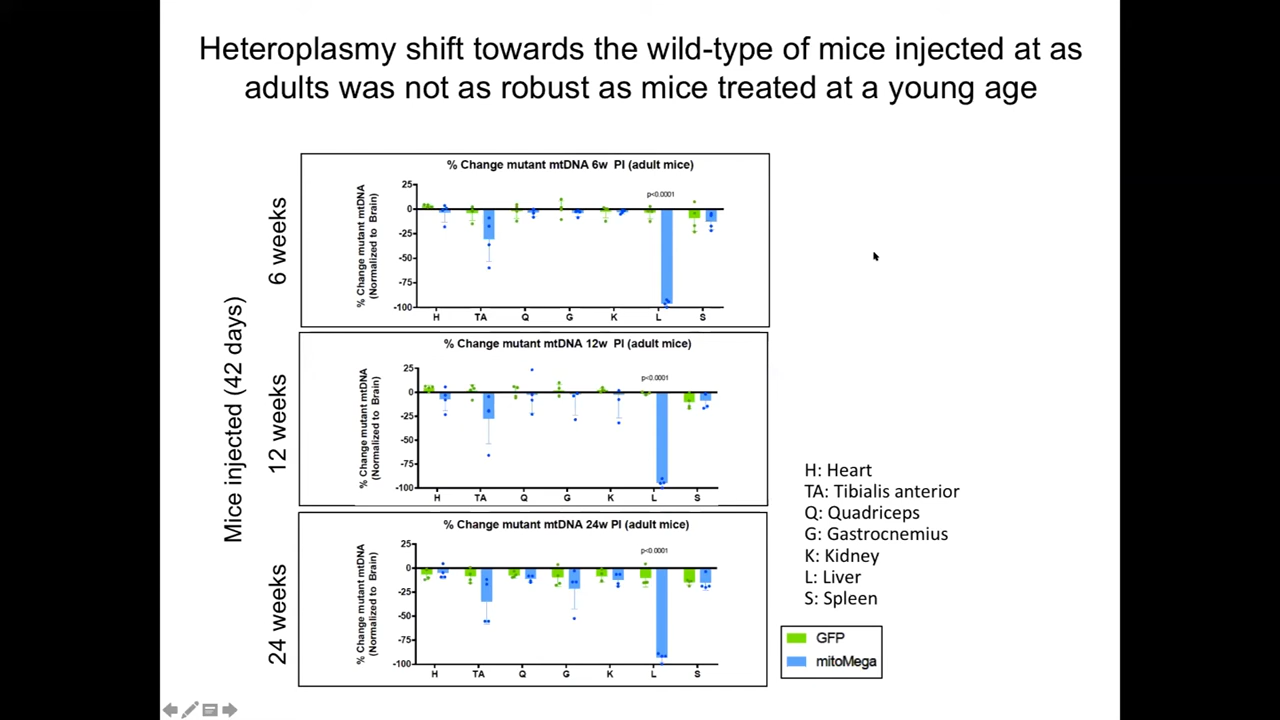 Heteroplasmy shift towards the wild-type of mice injected at as
adults was not as robust as mice treated at a young age
Mice injected (42 days)
6 weeks
% Change mutant mtDNA 6w PI (adult mice)
% Change mutant mtDNA
(Normalized to Brain)
25
0
-25
-50
-75
-100
p<0.0001
H TA Q G K L S
12 weeks
% Change mutant mtDNA 12w PI (adult mice)
% Change mutant mtDNA
(Normalized to Brain)
25
0
-25
-50
-75
-100
p<0.0001
H TA Q G K L S
24 weeks
% Change mutant mtDNA 24w PI (adult mice)
% Change mutant mtDNA
(Normalized to Brain)
25
0
-25
-50
-75
-100
p<0.0001
H TA Q G K L S
H: Heart
TA: Tibialis anterior
Q: Quadriceps
G: Gastrocnemius
K: Kidney
L: Liver
S: Spleen
GFP
mitoMega